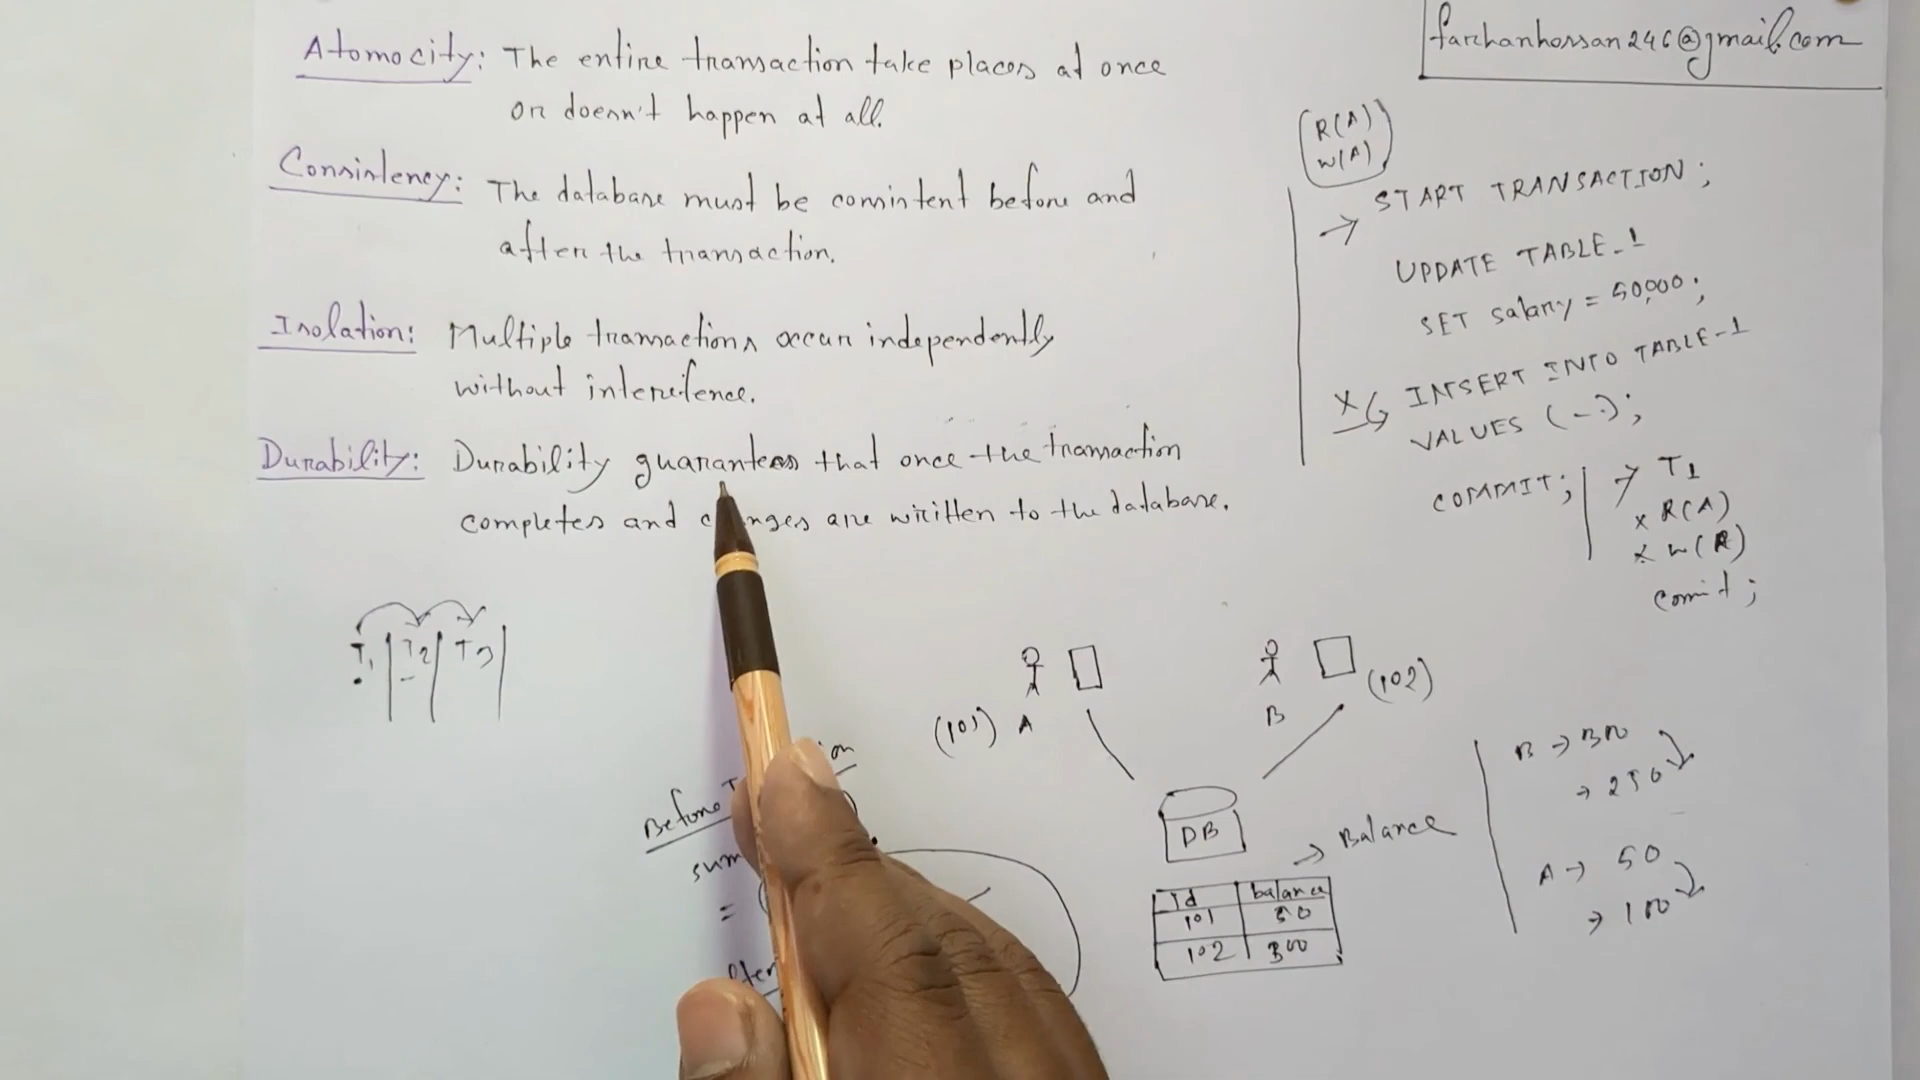 Atomocity: The entire transaction take places at once
or doesn't happen at all.
Consistency: The database must be consistent before and
after the transaction.
Isolation: Multiple transactions occur independently
without
Durability: Durability guarantees that once the transaction
completes and changes are written to the database.
T1 | T2 | T3
Before
sum
=
farhanhossan246@gmail.com
R(A)
W(A)
START TRANSACTION;
UPDATE TABLE_1
SET salary = 50,000;
INSERT INTO TABLE-1
VALUES (-.);
COMMIT;
T1
R(A)
W(A)
commit;
(101) A
B (102)
DB
→ Balance
Id balance
101 50
102 300
B → 300
→ 250
A → 50
→ 100